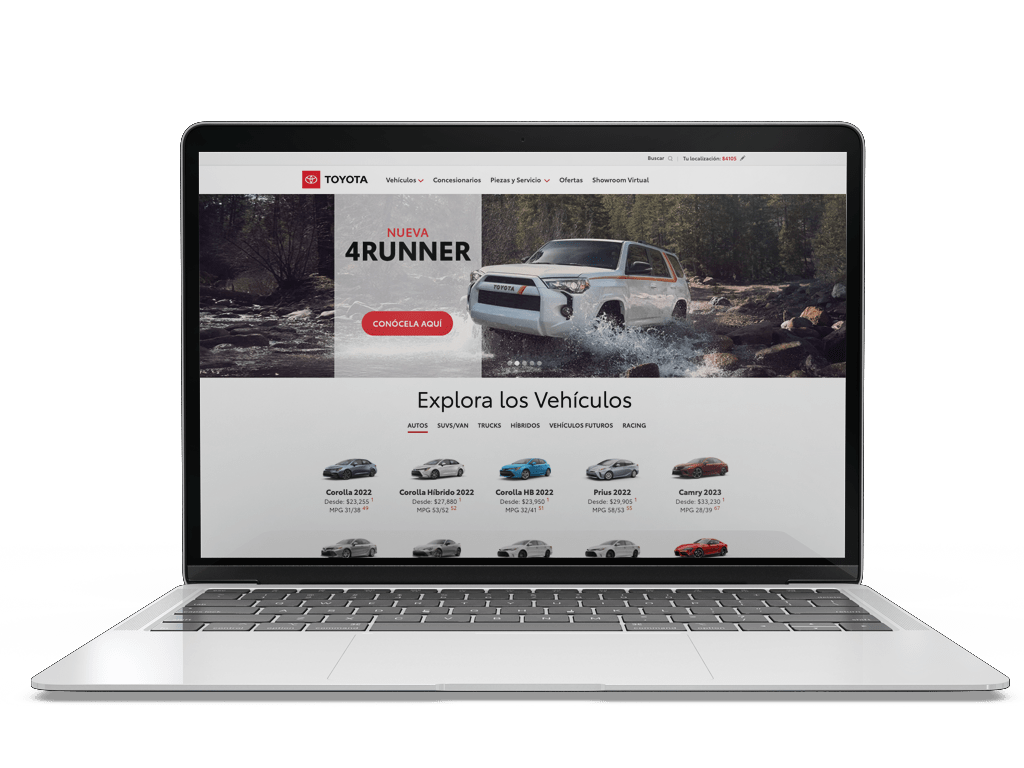 Buscar | Tu localización: 64105
TOYOTA Vehículos Concesionarios Piezas y Servicio Ofertas Showroom Virtual
NUEVA
4RUNNER
TOYOTA
CONÓCELA AQUÍ
Explora los Vehículos
AUTOS SUVS/VAN TRUCKS HÍBRIDOS VEHÍCULOS FUTUROS RACING
Corolla 2022 Corolla Híbrido 2022 Corolla HB 2022 Prius 2022 Camry 2023
Desde: $23,255 1 Desde: $27,880 1 Desde: $23,950 1 Desde: $29,905 1 Desde: $33,230 1
MPG 31/38 49 MPG 53/52 52 MPG 32/41 51 MPG 58/53 55 MPG 28/39 67